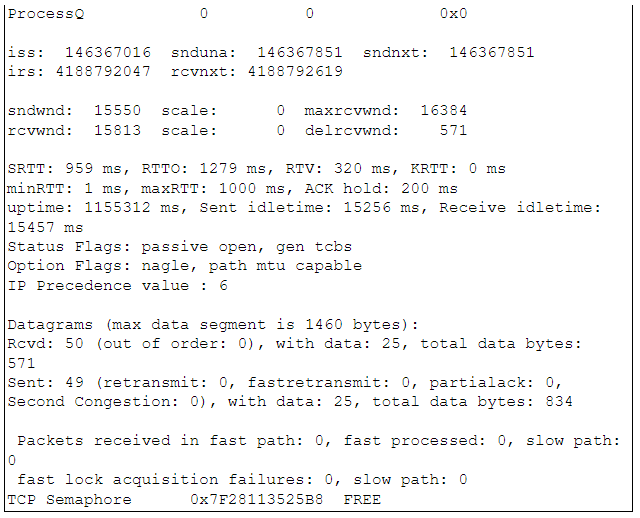 ProcessQ            0          0             0x0
iss:  146367016  snduna:  146367851  sndnxt:  146367851
irs: 4188792047  rcvnxt: 4188792619
sndwnd:  15550  scale:      0  maxrcvwnd:  16384
rcvwnd:  15813  scale:      0  delrcvwnd:    571
SRTT: 959 ms, RTTO: 1279 ms, RTV: 320 ms, KRTT: 0 ms
minRTT: 1 ms, maxRTT: 1000 ms, ACK hold: 200 ms
uptime: 1155312 ms, Sent idletime: 15256 ms, Receive idletime:
15457 ms
Status Flags: passive open, gen tcbs
Option Flags: nagle, path mtu capable
IP Precedence value : 6
Datagrams (max data segment is 1460 bytes):
Rcvd: 50 (out of order: 0), with data: 25, total data bytes:
571
Sent: 49 (retransmit: 0, fastretransmit: 0, partialack: 0,
Second Congestion: 0), with data: 25, total data bytes: 834
 Packets received in fast path: 0, fast processed: 0, slow path:
0
 fast lock acquisition failures: 0, slow path: 0
TCP Semaphore      0x7F28113525B8  FREE